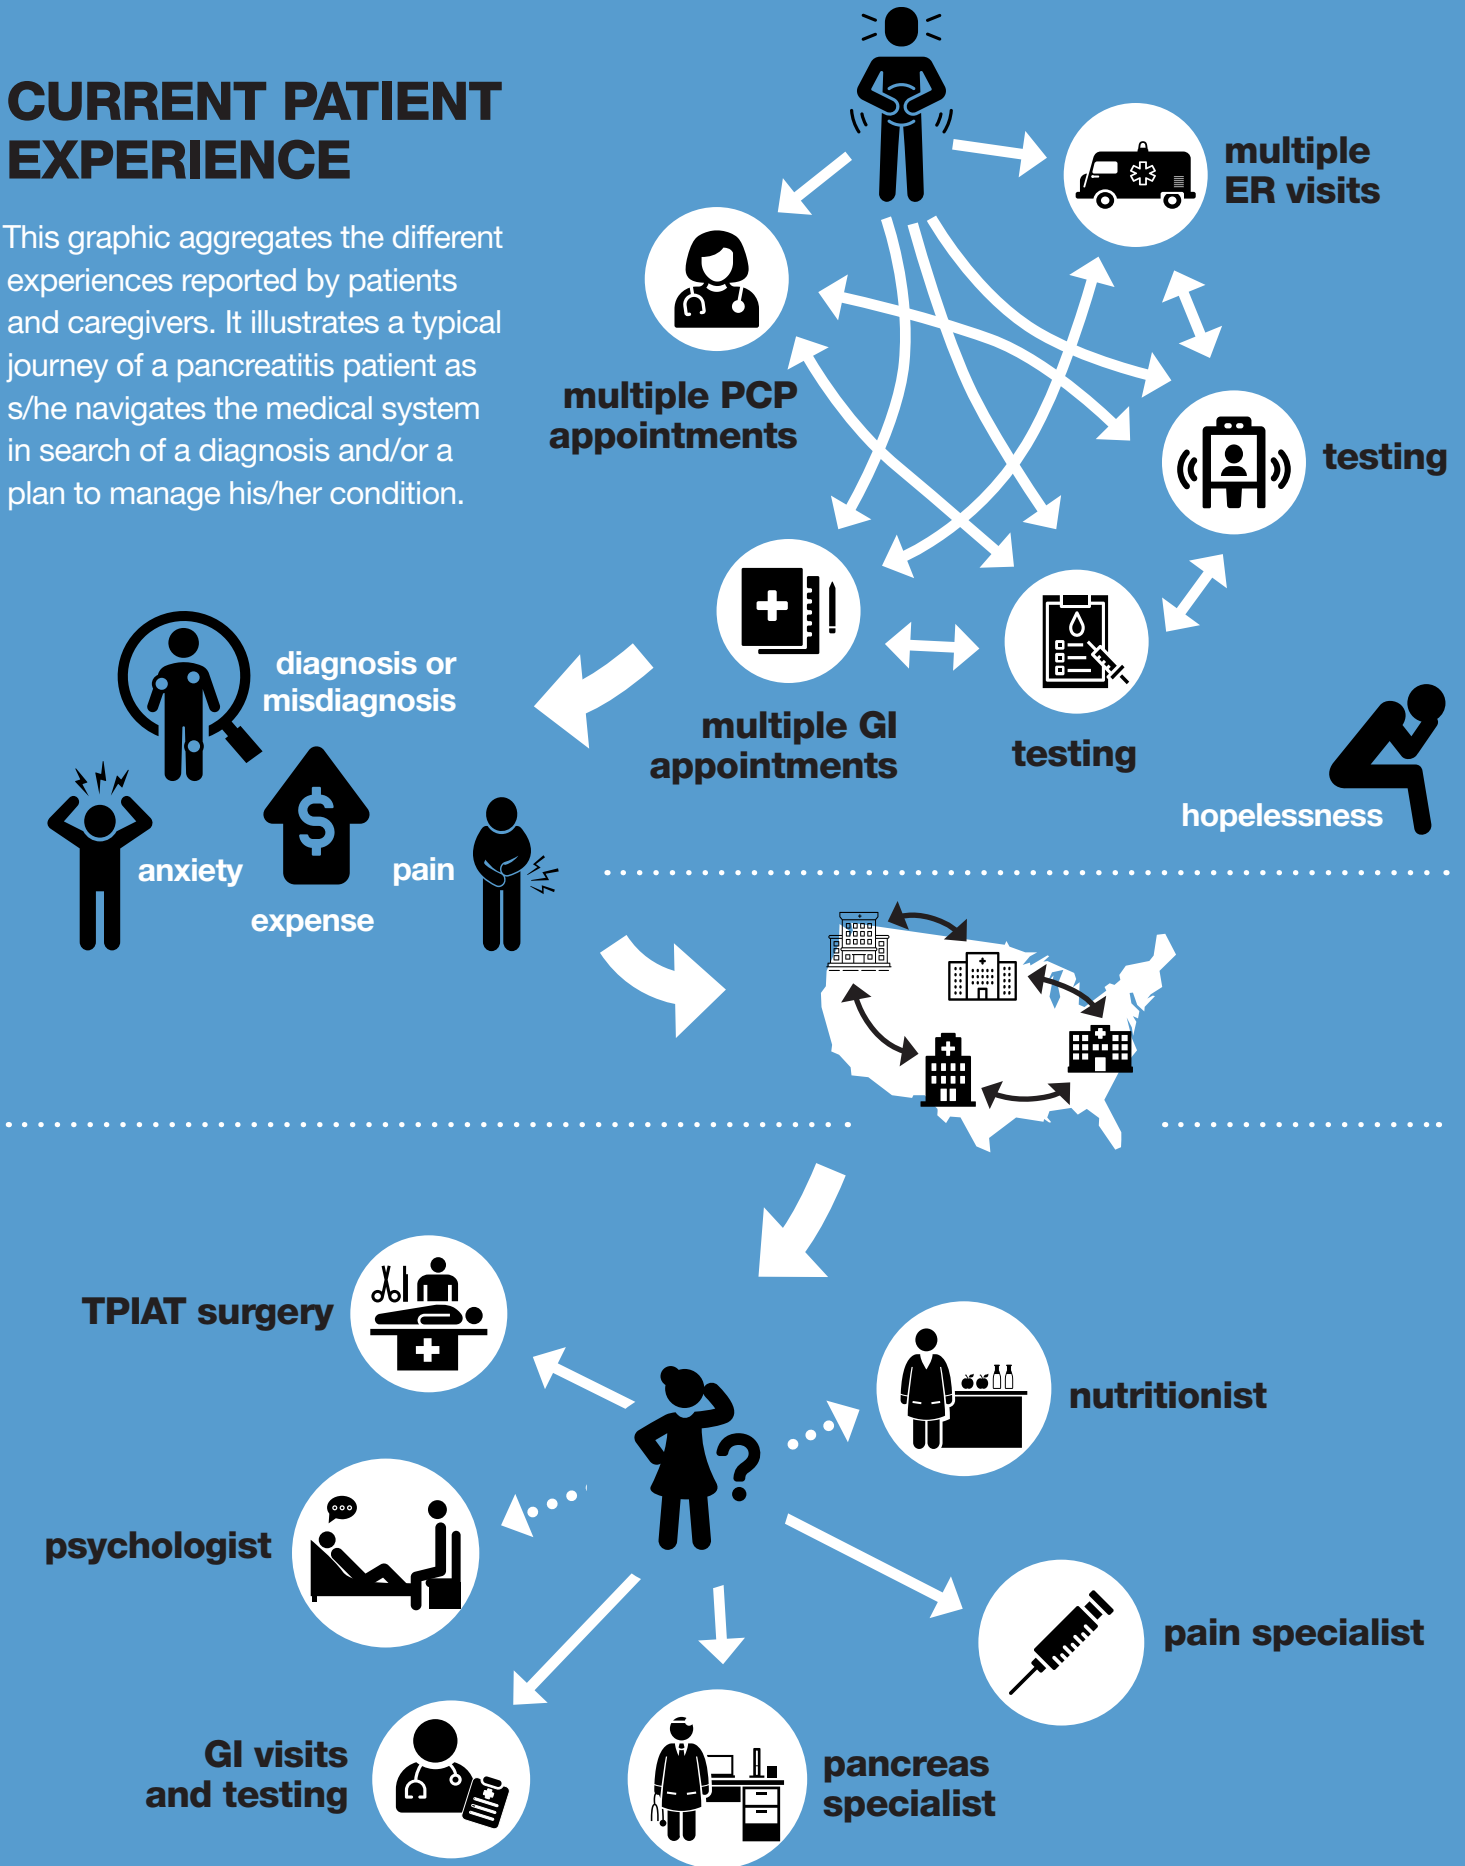 CURRENT PATIENT
EXPERIENCE
This graphic aggregates the different
experiences reported by patients
and caregivers. It illustrates a typical
journey of a pancreatitis patient as
s/he navigates the medical system
in search of a diagnosis and/or a
plan to manage his/her condition.
multiple
ER visits
multiple PCP
appointments
testing
multiple GI
appointments
testing
diagnosis or
misdiagnosis
anxiety
expense
pain
hopelessness
TPIAT surgery
nutritionist
psychologist
pain specialist
GI visits
and testing
pancreas
specialist